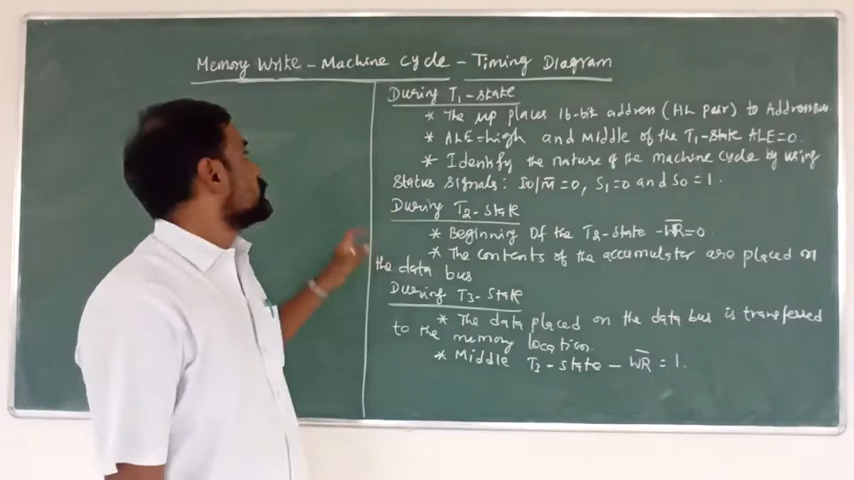 Memory Write - Machine Cycle - Timing Diagram
During T₁-state
* The μp places 16-bit address (HL pair) to Address Bus.
* ALE=high and Middle of the T₁-state ALE=0.
* Identify the nature of the machine cycle by using
Status Signals: IO/M̅=0, S₁=0 and S₀=1.
During T₂-state
* Beginning Of the T₂-state - W̅R̅=0
* The contents of the accumulator are placed on
the data bus
During T₃-State
* The data placed on the data bus is transferred
to the memory location.
* Middle T₃-state - W̅R̅ = 1.